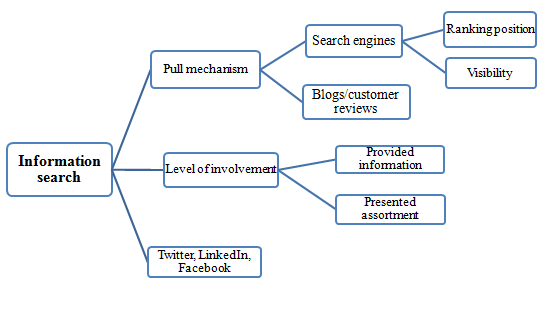 Information
search
Pull mechanism
Search engines
Ranking position
Visibility
Blogs/customer
reviews
Level of involvement
Provided
information
Presented
assortment
Twitter, LinkedIn,
Facebook